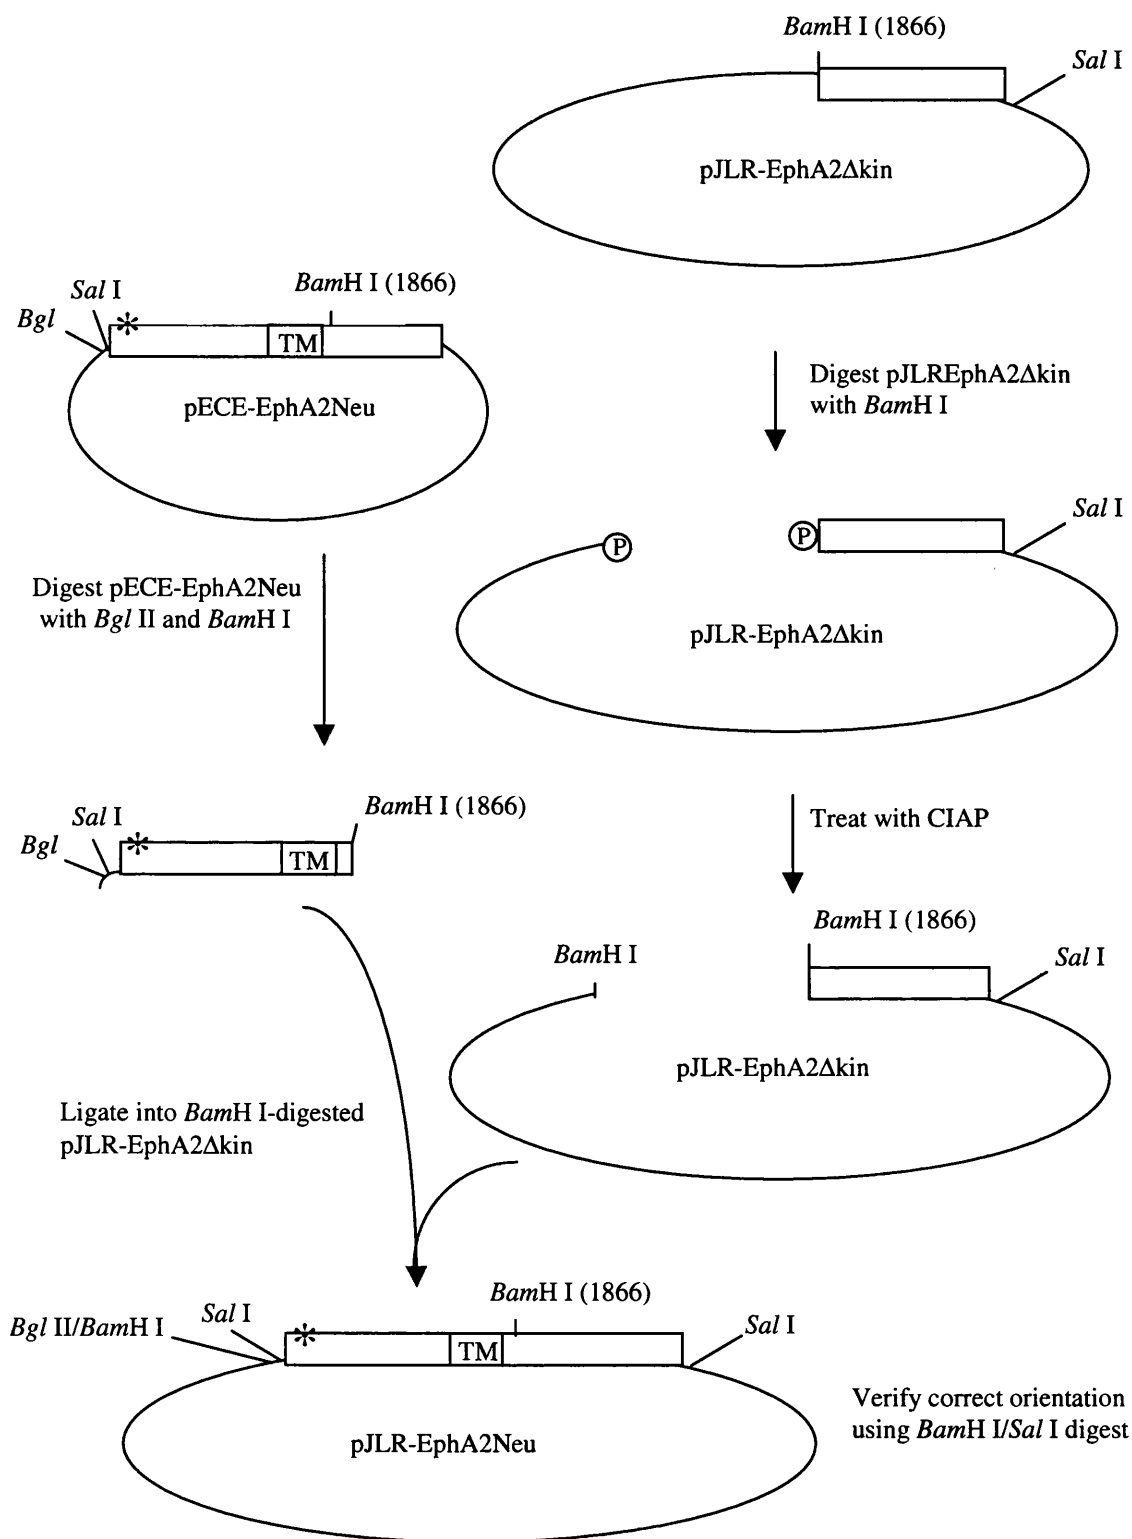 BamH I (1866)
Sal I
pJLR-EphA2Δkin
BamH I (1866)
Sal I
Bgl
*
TM
pECE-EphA2Neu
Digest pJLREphA2Δkin
with BamH I
Digest pECE-EphA2Neu
with Bgl II and BamH I
P
P
Sal I
pJLR-EphA2Δkin
BamH I (1866)
Sal I
Bgl
*
TM
Treat with CIAP
BamH I (1866)
BamH I
Sal I
pJLR-EphA2Δkin
Ligate into BamH I-digested
pJLR-EphA2Δkin
BamH I (1866)
Sal I
Bgl II/BamH I
*
TM
Sal I
pJLR-EphA2Neu
Verify correct orientation
using BamH I/Sal I digest